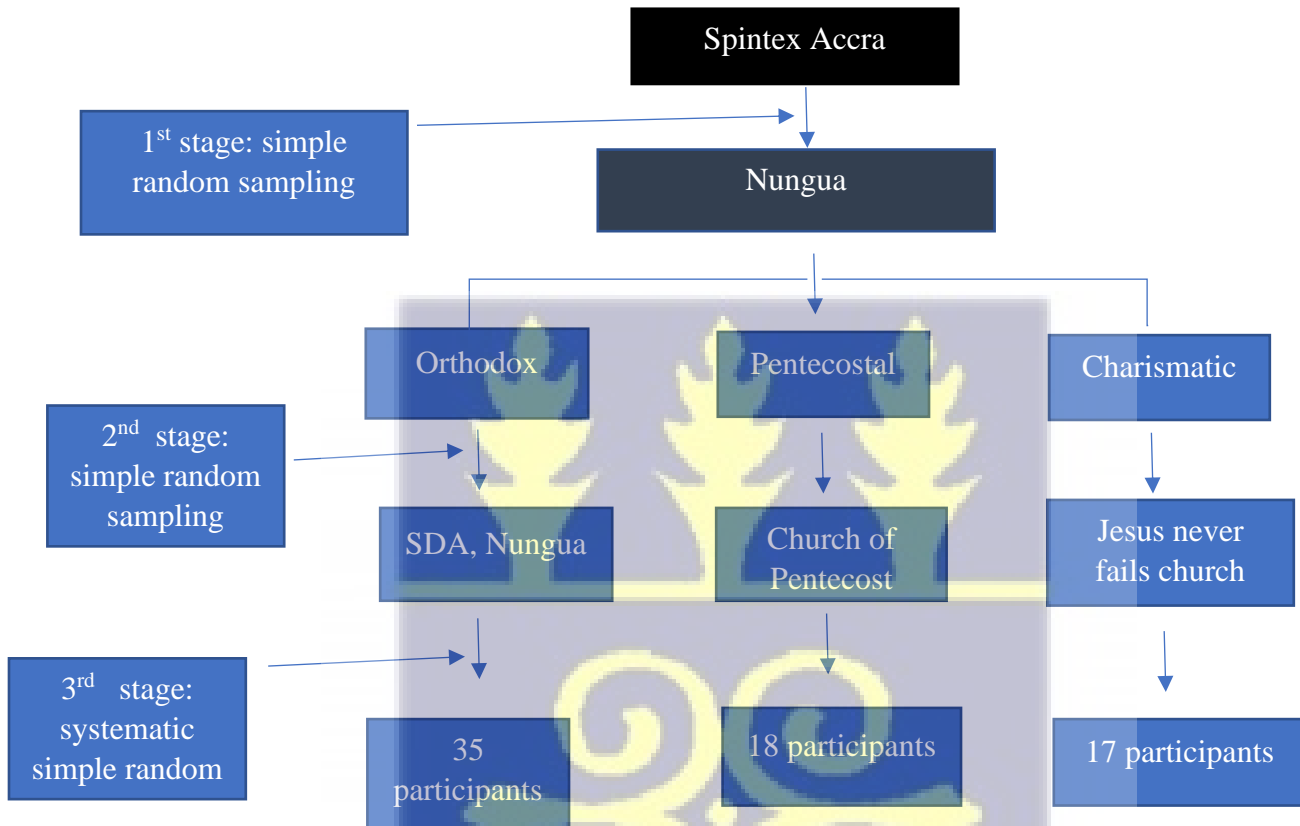 Spintex Accra
1st stage: simple
random sampling
Nungua
Orthodox
Pentecostal
Charismatic
2nd stage:
simple random
sampling
SDA, Nungua
Church of
Pentecost
Jesus never
fails church
3rd stage:
systematic
simple random
35
participants
18 participants
17 participants